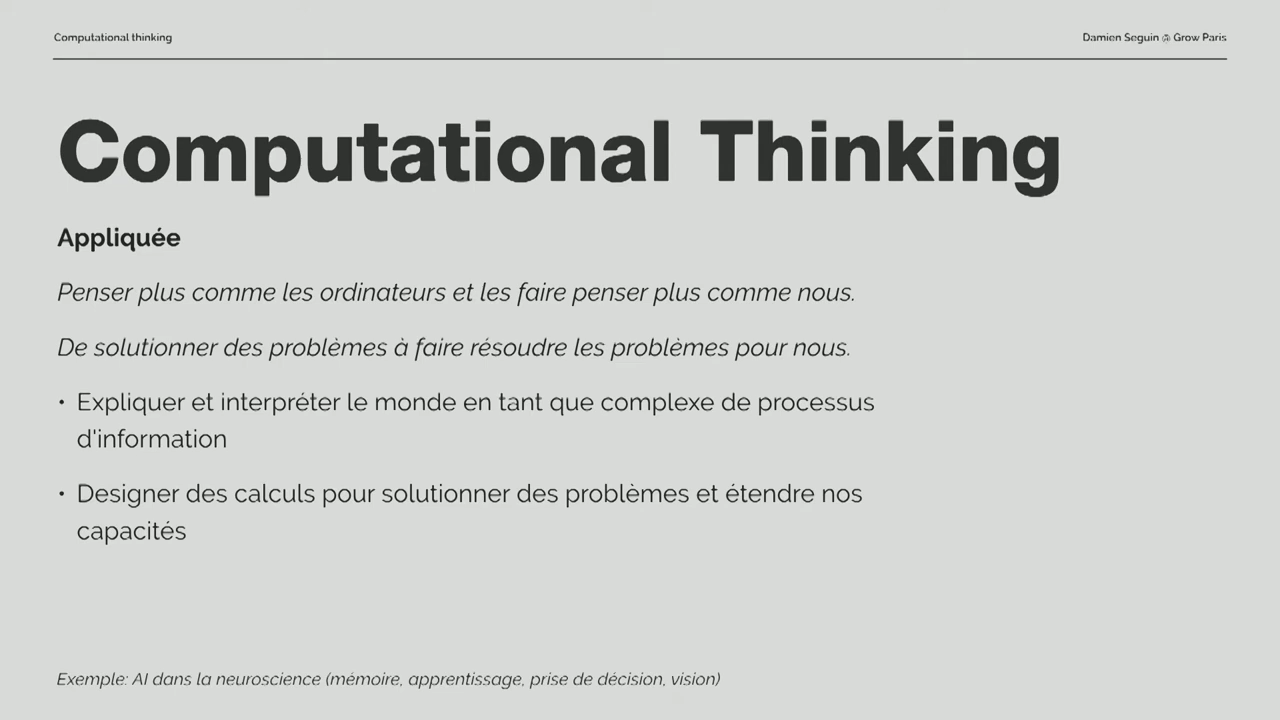 Computational thinking
Damien Seguin @ Grow Paris
Computational Thinking
Appliquée
Penser plus comme les ordinateurs et les faire penser plus comme nous.
De solutionner des problèmes à faire résoudre les problèmes pour nous.
• Expliquer et interpréter le monde en tant que complexe de processus
d'information
• Designer des calculs pour solutionner des problèmes et étendre nos
capacités
Exemple: AI dans la neuroscience (mémoire, apprentissage, prise de décision, vision)